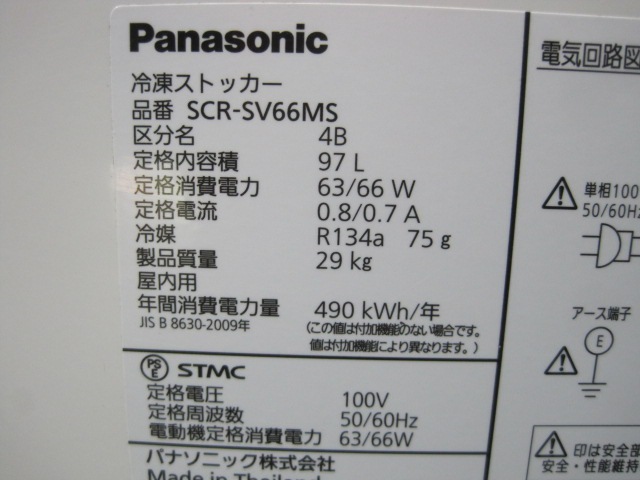 Panasonic
冷凍ストッカー
品番 SCR-SV66MS
区分名 4B
定格内容積 97 L
定格消費電力 63/66 W
定格電流 0.8/0.7 A
冷媒 R134a 75 g
製品質量 29 kg
屋内用
年間消費電力量 490 kWh/年
JIS B 8630-2009年 (この値は付加機能のない場合です。
値は付加機能により異なります。)
PSE STMC
定格電圧 100V
定格周波数 50/60Hz
電動機定格消費電力 63/66W
パナソニック株式会社
Made in Thailand
電気回路図
単相100
50/60Hz
アース端子
E
印は安全部
安全・性能維持